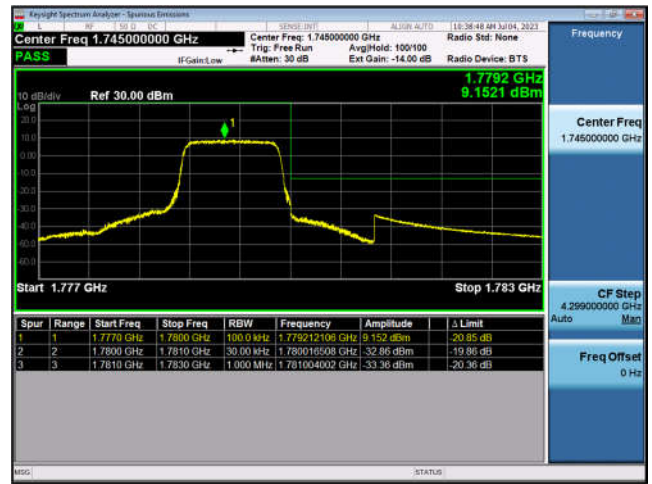 Keysight Spectrum Analyzer - Spurious Emissions
L RF 50 Ω DC SENSE:INT ALIGN AUTO 10:38:48 AM Jul 04, 2023
Center Freq 1.745000000 GHz Center Freq: 1.745000000 GHz Radio Std: None
Trig: Free Run Avg|Hold: 100/100
PASS IFGain:Low #Atten: 30 dB Ext Gain: -14.00 dB Radio Device: BTS
Frequency
1.7792 GHz
10 dB/div Ref 30.00 dBm 9.1521 dBm
Log
20.0
10.0
0.00
-10.0
-20.0
-30.0
-40.0
-50.0
-60.0
1
Start 1.777 GHz Stop 1.783 GHz
Spur Range Start Freq Stop Freq RBW Frequency Amplitude Δ Limit
1 1 1.7770 GHz 1.7800 GHz 100.0 kHz 1.779212106 GHz 9.152 dBm -20.85 dB
2 2 1.7800 GHz 1.7810 GHz 30.00 kHz 1.780016508 GHz -32.86 dBm -19.86 dB
3 3 1.7810 GHz 1.7830 GHz 1.000 MHz 1.781004002 GHz -33.36 dBm -20.36 dB
Center Freq
1.745000000 GHz
CF Step
4.299000000 GHz
Auto Man
Freq Offset
0 Hz
MSG STATUS